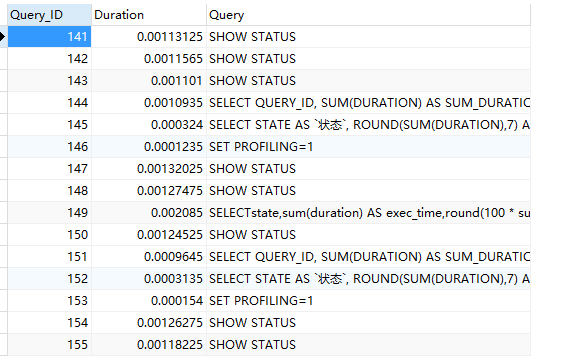 Query_ID Duration Query
141 0.00113125 SHOW STATUS
142 0.0011565 SHOW STATUS
143 0.001101 SHOW STATUS
144 0.0010935 SELECT QUERY_ID, SUM(DURATION) AS SUM_DURATIO
145 0.000324 SELECT STATE AS `状态`, ROUND(SUM(DURATION),7) A
146 0.0001235 SET PROFILING=1
147 0.00132025 SHOW STATUS
148 0.00127475 SHOW STATUS
149 0.002085 SELECTstate,sum(duration) AS exec_time,round(100 * su
150 0.00124525 SHOW STATUS
151 0.0009645 SELECT QUERY_ID, SUM(DURATION) AS SUM_DURATIO
152 0.0003135 SELECT STATE AS `状态`, ROUND(SUM(DURATION),7) A
153 0.000154 SET PROFILING=1
154 0.00126275 SHOW STATUS
155 0.00118225 SHOW STATUS